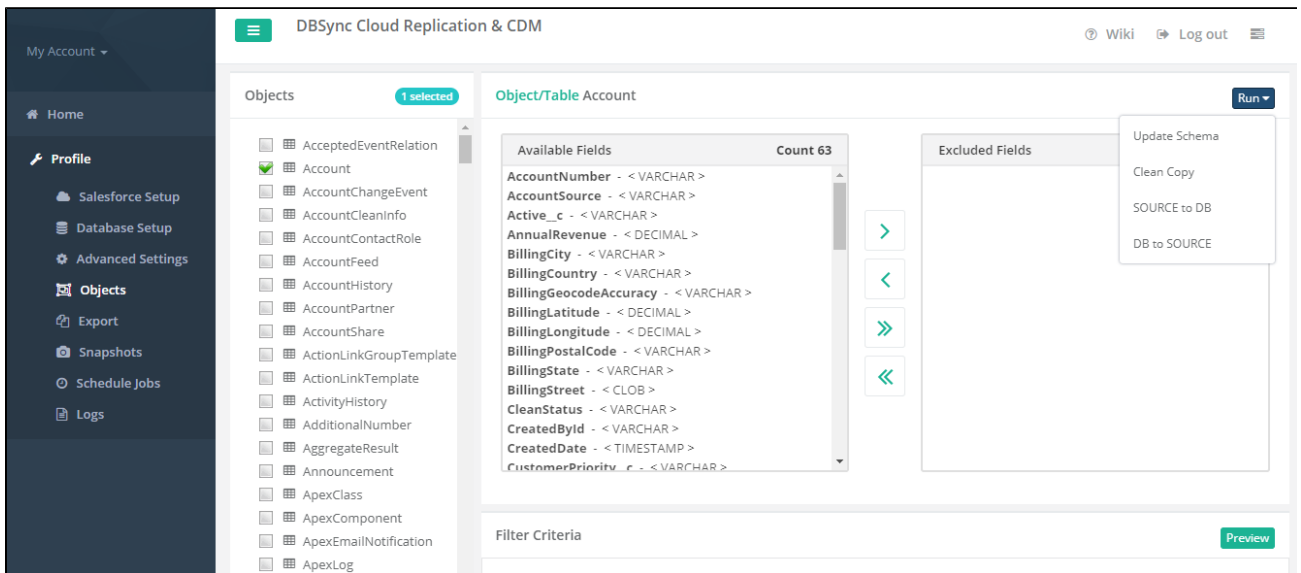 DBSync Cloud Replication & CDM
Wiki
Log out
My Account
Home
Profile
Salesforce Setup
Database Setup
Advanced Settings
Objects
Export
Snapshots
Schedule Jobs
Logs
Objects
1 selected
AcceptedEventRelation
Account
AccountChangeEvent
AccountCleanInfo
AccountContactRole
AccountFeed
AccountHistory
AccountPartner
AccountShare
ActionLinkGroupTemplate
ActionLinkTemplate
ActivityHistory
AdditionalNumber
AggregateResult
Announcement
ApexClass
ApexComponent
ApexEmailNotification
ApexLog
Object/Table Account
Run
Update Schema
Clean Copy
SOURCE to DB
DB to SOURCE
Available Fields Count 63
AccountNumber - < VARCHAR >
AccountSource - < VARCHAR >
Active__c - < VARCHAR >
AnnualRevenue - < DECIMAL >
BillingCity - < VARCHAR >
BillingCountry - < VARCHAR >
BillingGeocodeAccuracy - < VARCHAR >
BillingLatitude - < DECIMAL >
BillingLongitude - < DECIMAL >
BillingPostalCode - < VARCHAR >
BillingState - < VARCHAR >
BillingStreet - < CLOB >
CleanStatus - < VARCHAR >
CreatedById - < VARCHAR >
CreatedDate - < TIMESTAMP >
CustomerPriority__c - < VARCHAR >
Excluded Fields
Filter Criteria
Preview